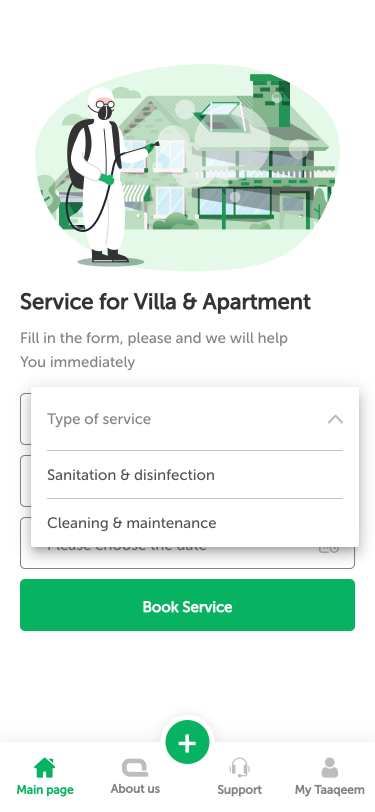 Service for Villa & Apartment
Fill in the form, please and we will help
You immediately
Type of service
Sanitation & disinfection
Cleaning & maintenance
Please choose the date
Book Service
+
Main page
About us
Support
My Taaqeem